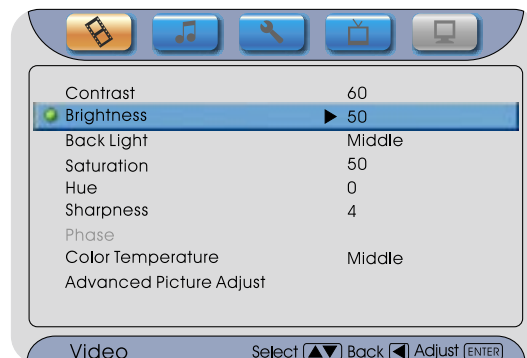 Contrast 60
Brightness ▶ 50
Back Light Middle
Saturation 50
Hue 0
Sharpness 4
Phase
Color Temperature Middle
Advanced Picture Adjust
Video Select ▲▼ Back ◀ Adjust ENTER